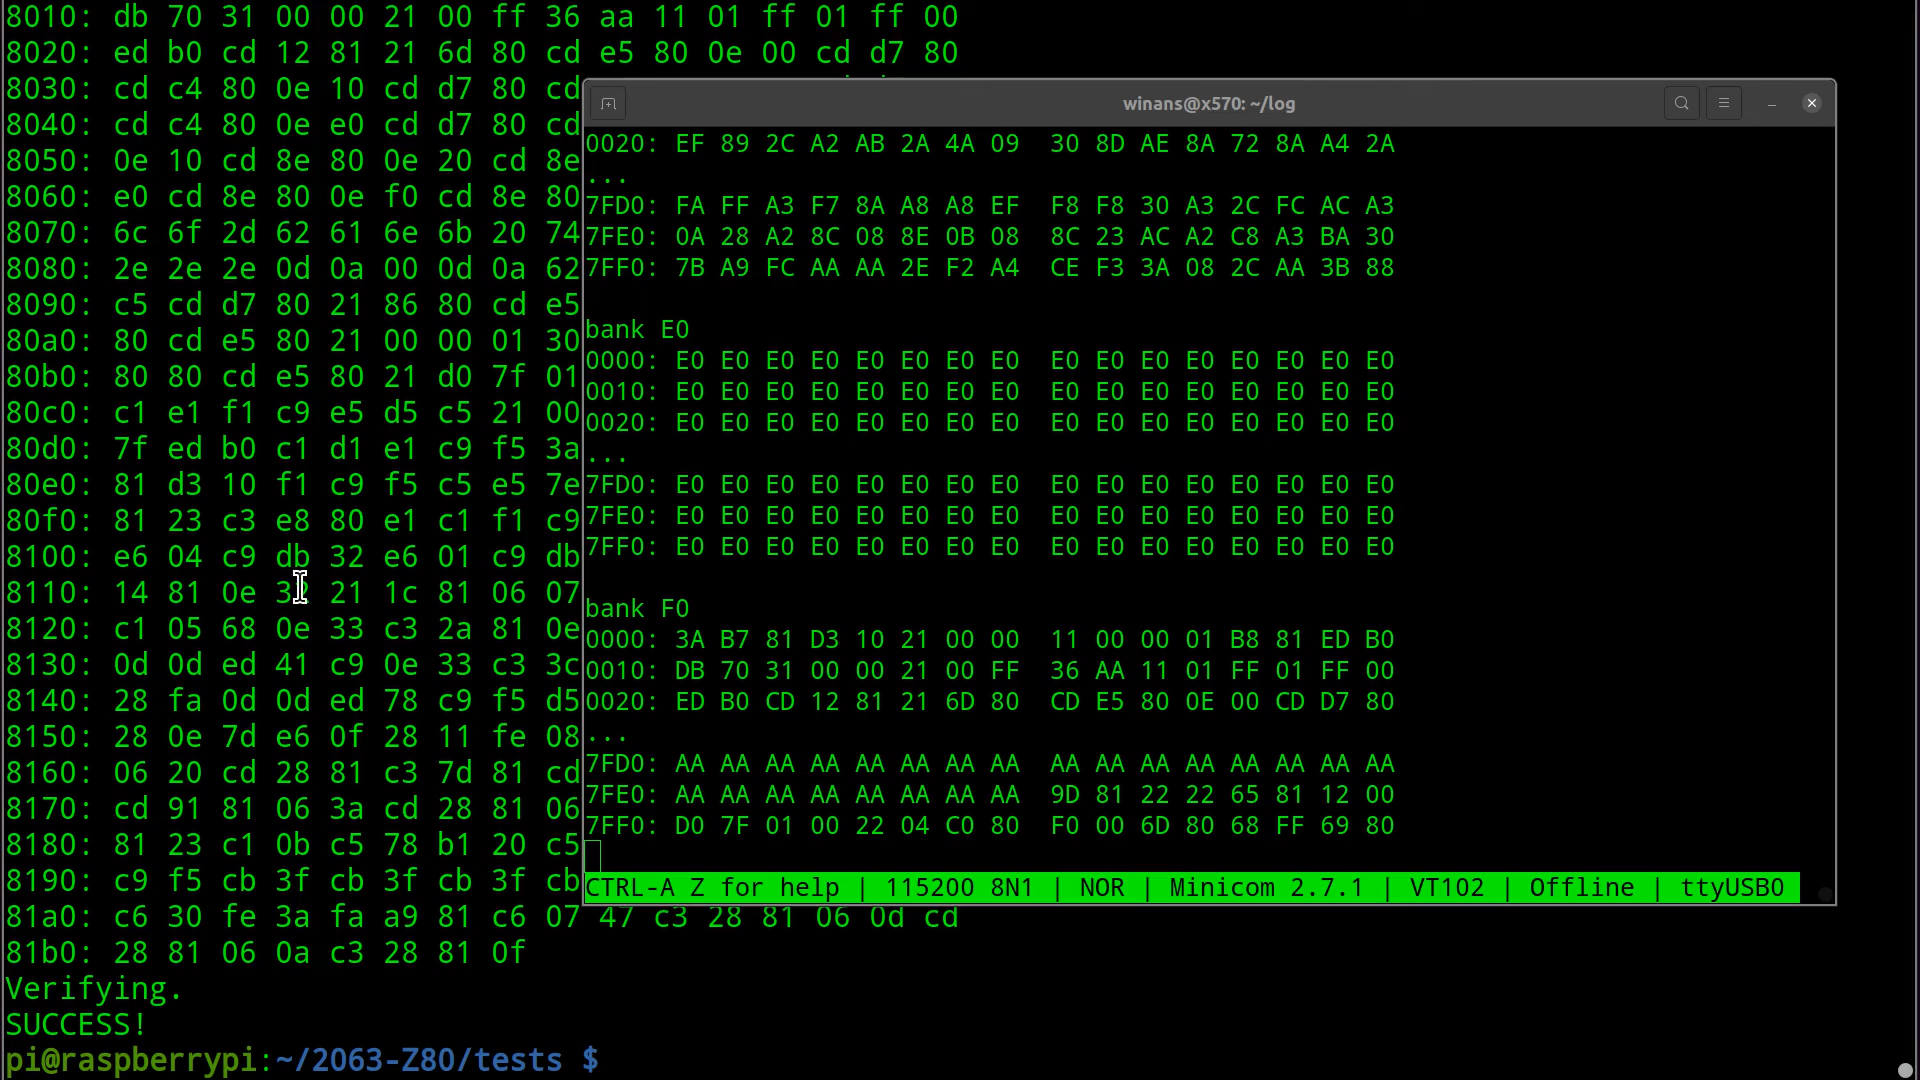 8010: db 70 31 00 00 21 00 ff 36 aa 11 01 ff 01 ff 00
8020: ed b0 cd 12 81 21 6d 80 cd e5 80 0e 00 cd d7 80
8030: cd c4 80 0e 10 cd d7 80 cd
8040: cd c4 80 0e e0 cd d7 80 cd
8050: 0e 10 cd 8e 80 0e 20 cd 8e
8060: e0 cd 8e 80 0e f0 cd 8e 80
8070: 6c 6f 2d 62 61 6e 6b 20 74
8080: 2e 2e 2e 0d 0a 00 0d 0a 62
8090: c5 cd d7 80 21 86 80 cd e5
80a0: 80 cd e5 80 21 00 00 01 30
80b0: 80 80 cd e5 80 21 d0 7f 01
80c0: c1 e1 f1 c9 e5 d5 c5 21 00
80d0: 7f ed b0 c1 d1 e1 c9 f5 3a
80e0: 81 d3 10 f1 c9 f5 c5 e5 7e
80f0: 81 23 c3 e8 80 e1 c1 f1 c9
8100: e6 04 c9 db 32 e6 01 c9 db
8110: 14 81 0e 32 21 1c 81 06 07
8120: c1 05 68 0e 33 c3 2a 81 0e
8130: 0d 0d ed 41 c9 0e 33 c3 3c
8140: 28 fa 0d 0d ed 78 c9 f5 d5
8150: 28 0e 7d e6 0f 28 11 fe 08
8160: 06 20 cd 28 81 c3 7d 81 cd
8170: cd 91 81 06 3a cd 28 81 06
8180: 81 23 c1 0b c5 78 b1 20 c5
8190: c9 f5 cb 3f cb 3f cb 3f cb
81a0: c6 30 fe 3a fa a9 81 c6 07 47 c3 28 81 06 0d cd
81b0: 28 81 06 0a c3 28 81 0f
Verifying.
SUCCESS!
pi@raspberrypi:~/2063-Z80/tests $
winans@x570: ~/log
0020: EF 89 2C A2 AB 2A 4A 09  30 8D AE 8A 72 8A A4 2A
...
7FD0: FA FF A3 F7 8A A8 A8 EF  F8 F8 30 A3 2C FC AC A3
7FE0: 0A 28 A2 8C 08 8E 0B 08  8C 23 AC A2 C8 A3 BA 30
7FF0: 7B A9 FC AA AA 2E F2 A4  CE F3 3A 08 2C AA 3B 88
bank E0
0000: E0 E0 E0 E0 E0 E0 E0 E0  E0 E0 E0 E0 E0 E0 E0 E0
0010: E0 E0 E0 E0 E0 E0 E0 E0  E0 E0 E0 E0 E0 E0 E0 E0
0020: E0 E0 E0 E0 E0 E0 E0 E0  E0 E0 E0 E0 E0 E0 E0 E0
...
7FD0: E0 E0 E0 E0 E0 E0 E0 E0  E0 E0 E0 E0 E0 E0 E0 E0
7FE0: E0 E0 E0 E0 E0 E0 E0 E0  E0 E0 E0 E0 E0 E0 E0 E0
7FF0: E0 E0 E0 E0 E0 E0 E0 E0  E0 E0 E0 E0 E0 E0 E0 E0
bank F0
0000: 3A B7 81 D3 10 21 00 00  11 00 00 01 B8 81 ED B0
0010: DB 70 31 00 00 21 00 FF  36 AA 11 01 FF 01 FF 00
0020: ED B0 CD 12 81 21 6D 80  CD E5 80 0E 00 CD D7 80
...
7FD0: AA AA AA AA AA AA AA AA  AA AA AA AA AA AA AA AA
7FE0: AA AA AA AA AA AA AA AA  9D 81 22 22 65 81 12 00
7FF0: D0 7F 01 00 22 04 C0 80  F0 00 6D 80 68 FF 69 80
CTRL-A Z for help | 115200 8N1 | NOR | Minicom 2.7.1 | VT102 | Offline | ttyUSB0